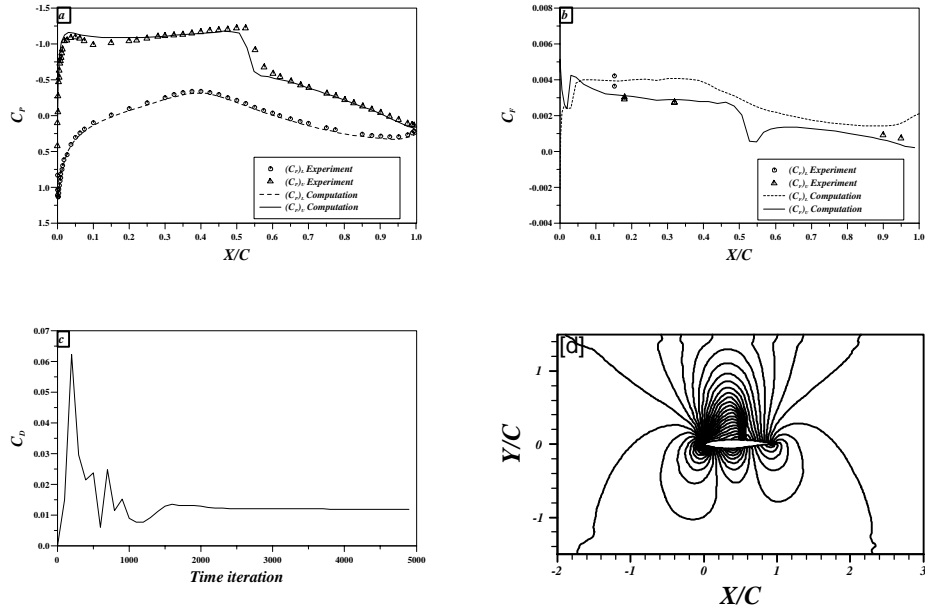 a
-1.5
-1.0
-0.5
0.0
0.5
1.0
1.5
C_P
0.0 0.1 0.2 0.3 0.4 0.5 0.6 0.7 0.8 0.9 1.0
X/C
(C_P)_L Experiment
(C_P)_U Experiment
(C_P)_L Computation
(C_P)_U Computation
b
0.008
0.006
0.004
0.002
0.000
-0.002
-0.004
C_F
0.0 0.1 0.2 0.3 0.4 0.5 0.6 0.7 0.8 0.9 1.0
X/C
(C_F)_L Experiment
(C_F)_U Experiment
(C_F)_L Computation
(C_F)_U Computation
c
0.07
0.06
0.05
0.04
0.03
0.02
0.01
0.0
C_D
0 1000 2000 3000 4000 5000
Time iteration
[d]
1
0
-1
Y/C
-2 -1 0 1 2 3
X/C